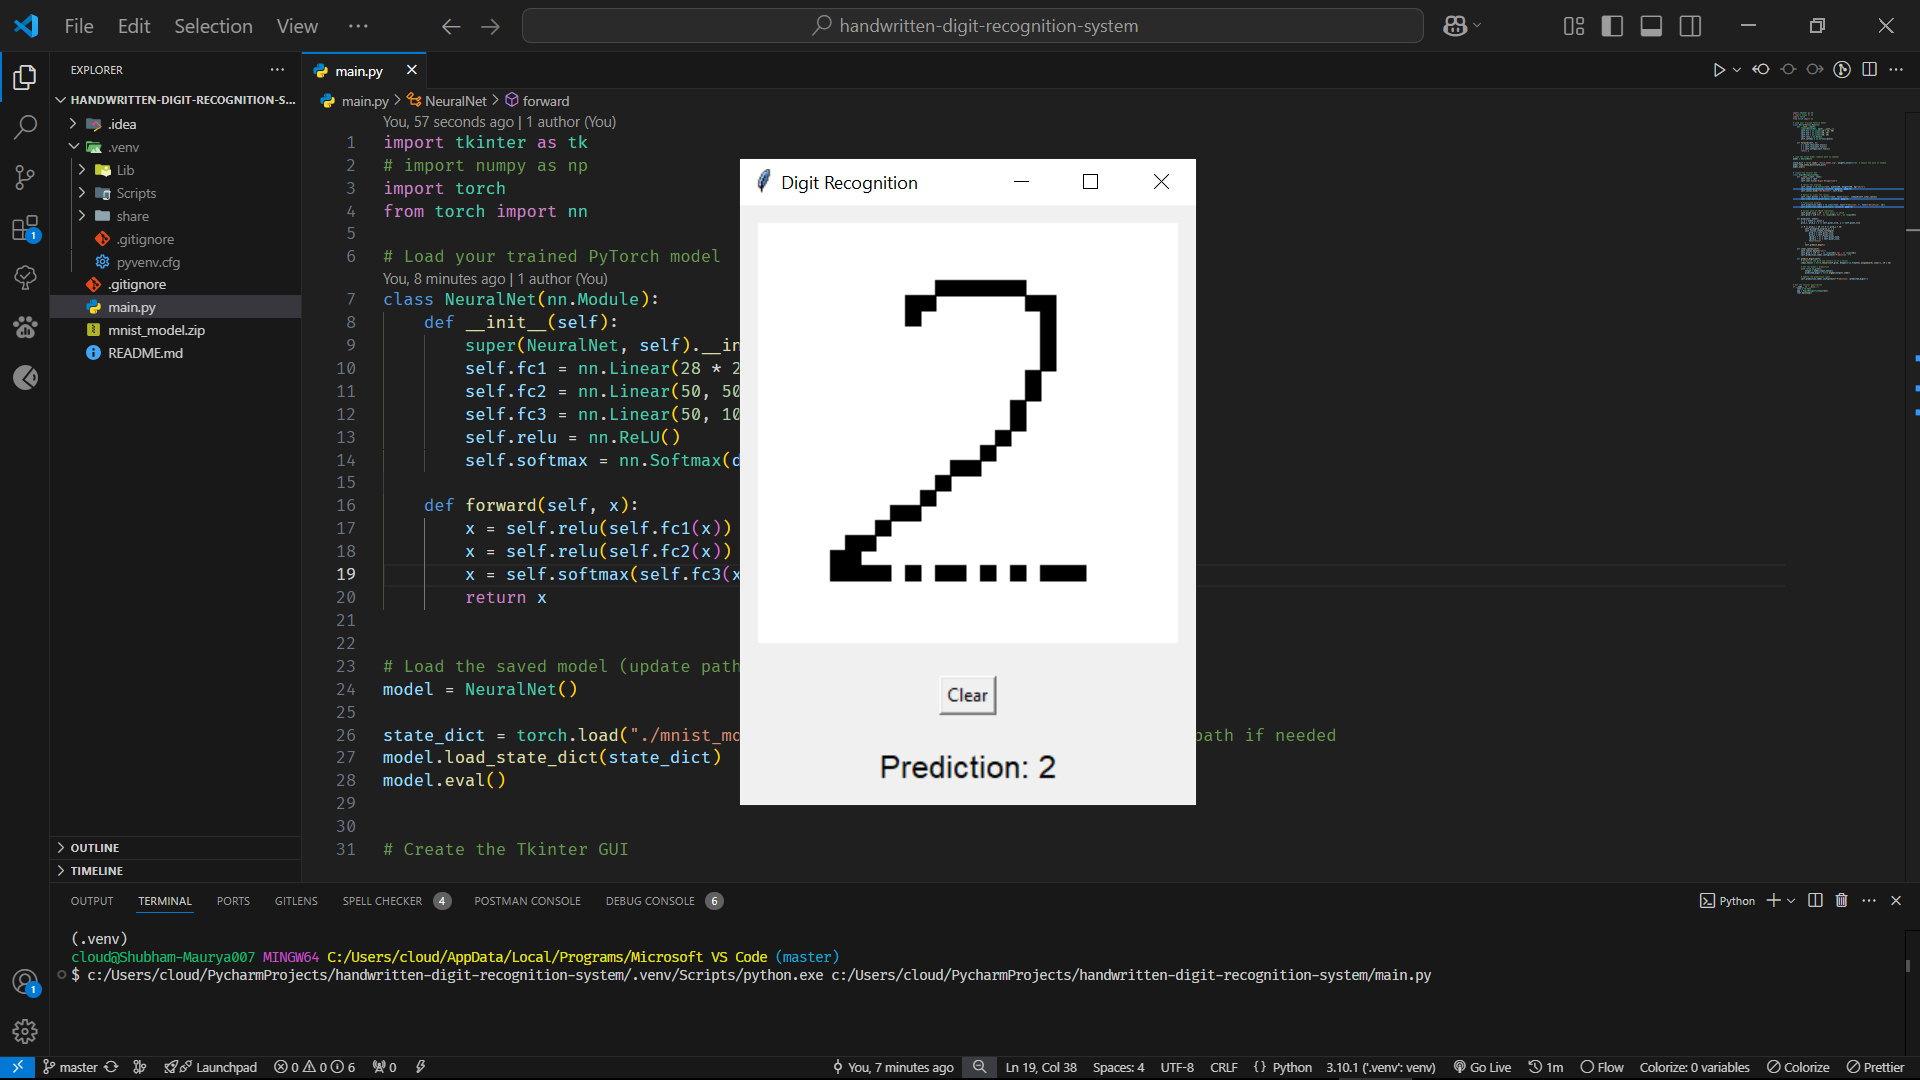 File Edit Selection View ···
handwritten-digit-recognition-system
EXPLORER
HANDWRITTEN-DIGIT-RECOGNITION-S...
.idea
.venv
Lib
Scripts
share
.gitignore
pyvenv.cfg
.gitignore
main.py
mnist_model.zip
README.md
OUTLINE
TIMELINE
main.py
main.py > NeuralNet > forward
You, 57 seconds ago | 1 author (You)
1 import tkinter as tk
2 # import numpy as np
3 import torch
4 from torch import nn
5
6 # Load your trained PyTorch model
You, 8 minutes ago | 1 author (You)
7 class NeuralNet(nn.Module):
8 def __init__(self):
9 super(NeuralNet, self).__in
10 self.fc1 = nn.Linear(28 * 2
11 self.fc2 = nn.Linear(50, 50
12 self.fc3 = nn.Linear(50, 10
13 self.relu = nn.ReLU()
14 self.softmax = nn.Softmax(d
15
16 def forward(self, x):
17 x = self.relu(self.fc1(x))
18 x = self.relu(self.fc2(x))
19 x = self.softmax(self.fc3(x
20 return x
21
22
23 # Load the saved model (update path
24 model = NeuralNet()
25
26 state_dict = torch.load("./mnist_mo path if needed
27 model.load_state_dict(state_dict)
28 model.eval()
29
30
31 # Create the Tkinter GUI
Digit Recognition
2
Clear
Prediction: 2
OUTPUT TERMINAL PORTS GITLENS SPELL CHECKER 4 POSTMAN CONSOLE DEBUG CONSOLE 6
Python
(.venv)
cloud@Shubham-Maurya007 MINGW64 C:/Users/cloud/AppData/Local/Programs/Microsoft VS Code (master)
$ c:/Users/cloud/PycharmProjects/handwritten-digit-recognition-system/.venv/Scripts/python.exe c:/Users/cloud/PycharmProjects/handwritten-digit-recognition-system/main.py
1
1
master Launchpad 0 0 6 0 You, 7 minutes ago Ln 19, Col 38 Spaces: 4 UTF-8 CRLF {} Python 3.10.1 ('.venv': venv) Go Live 1m Flow Colorize: 0 variables Colorize Prettier